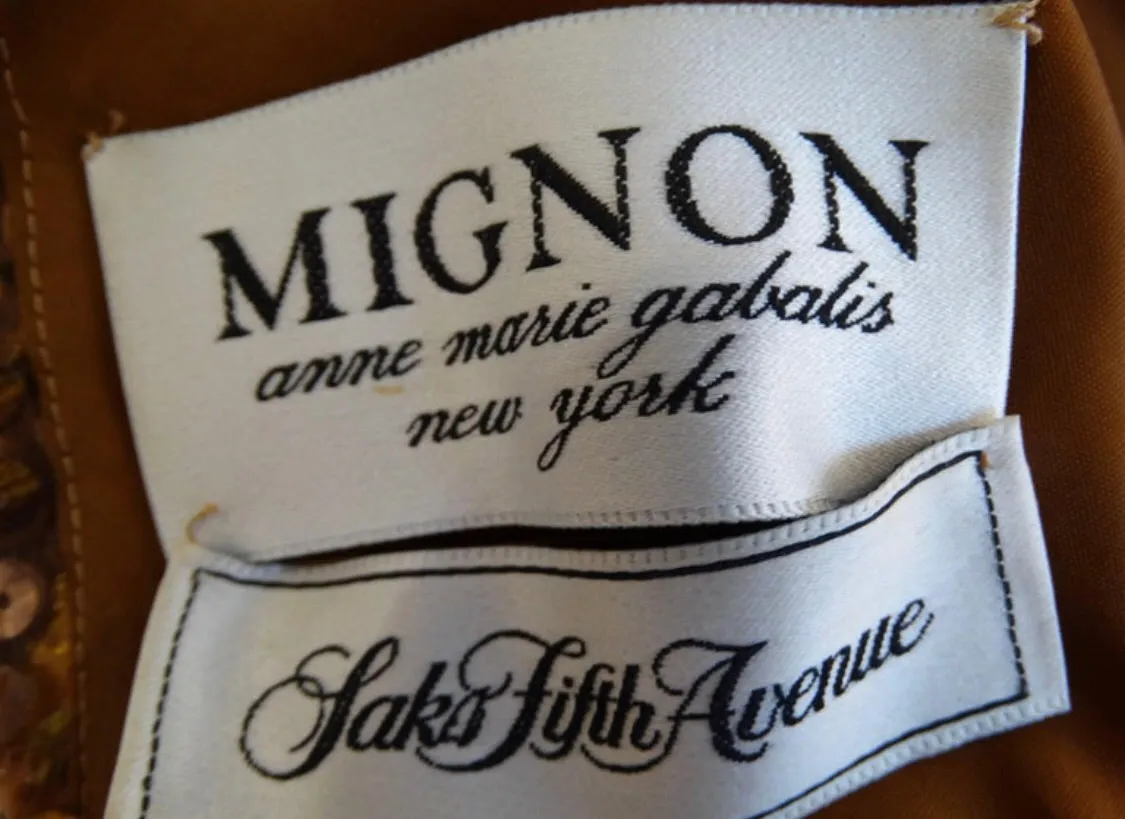 MIGNON
anne marie gabalis
new york
Saks Fifth Avenue